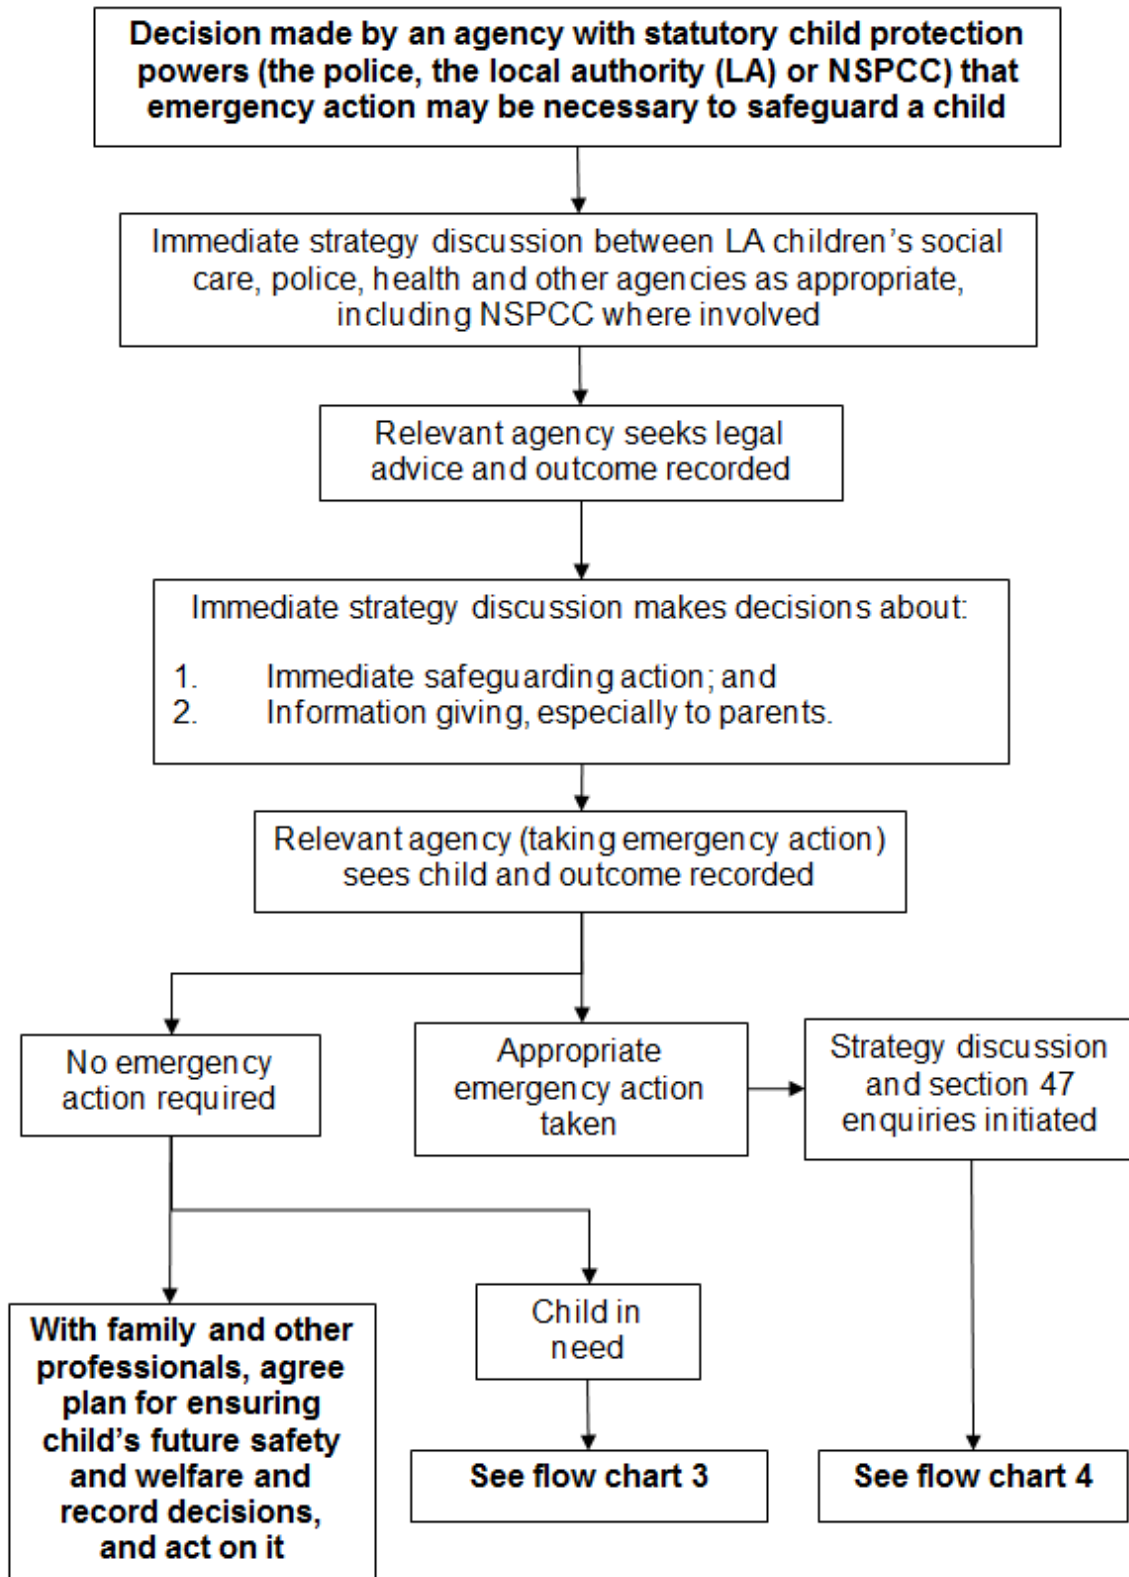 Decision made by an agency with statutory child protection
powers (the police, the local authority (LA) or NSPCC) that
emergency action may be necessary to safeguard a child
Immediate strategy discussion between LA children's social
care, police, health and other agencies as appropriate,
including NSPCC where involved
Relevant agency seeks legal
advice and outcome recorded
Immediate strategy discussion makes decisions about:
1. Immediate safeguarding action; and
2. Information giving, especially to parents.
Relevant agency (taking emergency action)
sees child and outcome recorded
No emergency
action required
Appropriate
emergency action
taken
Strategy discussion
and section 47
enquiries initiated
With family and other
professionals, agree
plan for ensuring
child's future safety
and welfare and
record decisions,
and act on it
Child in
need
See flow chart 3
See flow chart 4